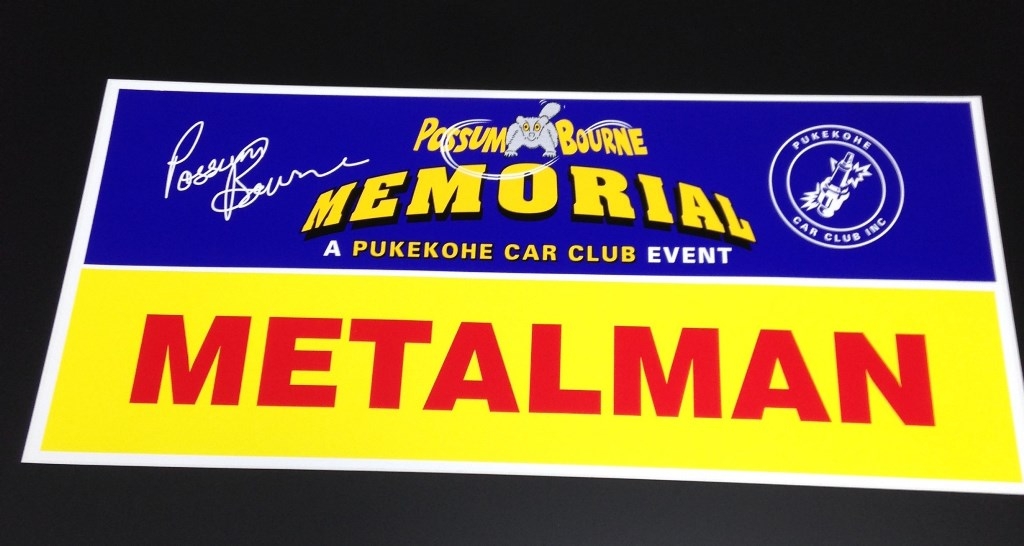 Possum Bourne
POSSUM BOURNE
MEMORIAL
A PUKEKOHE CAR CLUB EVENT
PUKEKOHE
CAR CLUB INC
METALMAN